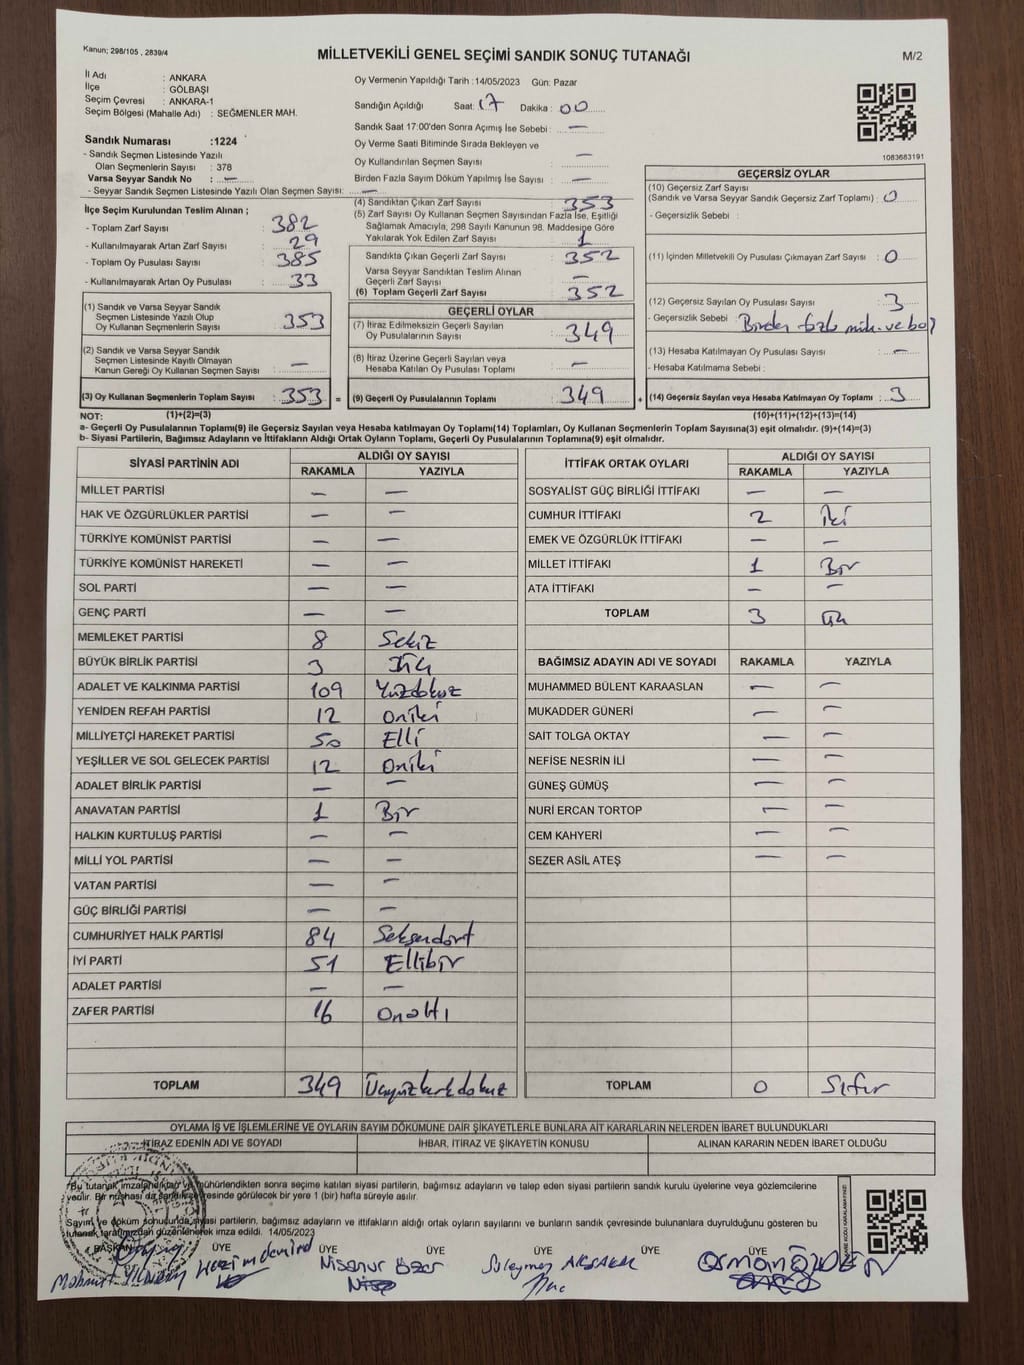 Kanun; 298/105 , 2839/4
MİLLETVEKİLİ GENEL SEÇİMİ SANDIK SONUÇ TUTANAĞI
M/2
İl Adı : ANKARA
İlçe : GÖLBAŞI
Seçim Çevresi : ANKARA-1
Seçim Bölgesi (Mahalle Adı) : SEĞMENLER MAH.
Oy Vermenin Yapıldığı Tarih :14/05/2023 Gün: Pazar
Sandığın Açıldığı Saat: 17 Dakika : 00
Sandık Saat 17:00'den Sonra Açımış İse Sebebi : —
Oy Verme Saati Bitiminde Sırada Bekleyen ve
Oy Kullandırılan Seçmen Sayısı : —
Birden Fazla Sayım Döküm Yapılmış İse Sayısı : —
1083683191
Sandık Numarası :1224
- Sandık Seçmen Listesinde Yazılı
Olan Seçmenlerin Sayısı : 378
Varsa Seyyar Sandık No : —
- Seyyar Sandık Seçmen Listesinde Yazılı Olan Seçmen Sayısı: —
İlçe Seçim Kurulundan Teslim Alınan ;
- Toplam Zarf Sayısı : 382
- Kullanılmayarak Artan Zarf Sayısı : 29
- Toplam Oy Pusulası Sayısı : 385
- Kullanılmayarak Artan Oy Pusulası : 33
(1) Sandık ve Varsa Seyyar Sandık
Seçmen Listesinde Yazılı Olup
Oy Kullanan Seçmenlerin Sayısı : 353
(2) Sandık ve Varsa Seyyar Sandık
Seçmen Listesinde Kayıtlı Olmayan
Kanun Gereği Oy Kullanan Seçmen Sayısı : —
(3) Oy Kullanan Seçmenlerin Toplam Sayısı : 353 =
(4) Sandıktan Çıkan Zarf Sayısı : 353
(5) Zarf Sayısı Oy Kullanan Seçmen Sayısından Fazla İse, Eşitliği
Sağlamak Amacıyla, 298 Sayılı Kanunun 98. Maddesine Göre
Yakılarak Yok Edilen Zarf Sayısı : 1
Sandıkta Çıkan Geçerli Zarf Sayısı : 352
Varsa Seyyar Sandıktan Teslim Alınan
Geçerli Zarf Sayısı : —
(6) Toplam Geçerli Zarf Sayısı : 352
GEÇERLİ OYLAR
(7) İtiraz Edilmeksizin Geçerli Sayılan
Oy Pusulalarının Sayısı : 349
(8) İtiraz Üzerine Geçerli Sayılan veya
Hesaba Katılan Oy Pusulası Toplamı : —
(9) Geçerli Oy Pusulalarının Toplamı : 349 +
GEÇERSİZ OYLAR
(10) Geçersiz Zarf Sayısı
(Sandık ve Varsa Seyyar Sandık Geçersiz Zarf Toplamı) : 0
- Geçersizlik Sebebi :
(11) İçinden Milletvekili Oy Pusulası Çıkmayan Zarf Sayısı : 0
(12) Geçersiz Sayılan Oy Pusulası Sayısı : 3
- Geçersizlik Sebebi : Birden fazla müh. ve
(13) Hesaba Katılmayan Oy Pusulası Sayısı : —
- Hesaba Katılmama Sebebi :
(14) Geçersiz Sayılan veya Hesaba Katılmayan Oy Toplamı : 3
NOT: (1)+(2)=(3) (10)+(11)+(12)+(13)=(14)
a- Geçerli Oy Pusulalarının Toplamı(9) ile Geçersiz Sayılan veya Hesaba katılmayan Oy Toplamı(14) Toplamları, Oy Kullanan Seçmenlerin Toplam Sayısına(3) eşit olmalıdır. (9)+(14)=(3)
b- Siyasi Partilerin, Bağımsız Adayların ve İttifakların Aldığı Ortak Oyların Toplamı, Geçerli Oy Pusulalarının Toplamına(9) eşit olmalıdır.
SİYASİ PARTİNİN ADI ALDIĞI OY SAYISI
RAKAMLA YAZIYLA
MİLLET PARTİSİ — —
HAK VE ÖZGÜRLÜKLER PARTİSİ — —
TÜRKİYE KOMÜNİST PARTİSİ — —
TÜRKİYE KOMÜNİST HAREKETİ — —
SOL PARTİ — —
GENÇ PARTİ — —
MEMLEKET PARTİSİ 8 Sekiz
BÜYÜK BİRLİK PARTİSİ 3 Üç
ADALET VE KALKINMA PARTİSİ 109 Yüzdokuz
YENİDEN REFAH PARTİSİ 12 Oniki
MİLLİYETÇİ HAREKET PARTİSİ 50 Elli
YEŞİLLER VE SOL GELECEK PARTİSİ 12 Oniki
ADALET BİRLİK PARTİSİ — —
ANAVATAN PARTİSİ 1 Bir
HALKIN KURTULUŞ PARTİSİ — —
MİLLİ YOL PARTİSİ — —
VATAN PARTİSİ — —
GÜÇ BİRLİĞİ PARTİSİ — —
CUMHURİYET HALK PARTİSİ 84 Seksendört
İYİ PARTİ 51 Ellibir
ADALET PARTİSİ — —
ZAFER PARTİSİ 16 Onaltı
TOPLAM 349 Üçyüzkırkdokuz
İTTİFAK ORTAK OYLARI ALDIĞI OY SAYISI
RAKAMLA YAZIYLA
SOSYALİST GÜÇ BİRLİĞİ İTTİFAKI — —
CUMHUR İTTİFAKI 2 İki
EMEK VE ÖZGÜRLÜK İTTİFAKI — —
MİLLET İTTİFAKI 1 Bir
ATA İTTİFAKI — —
TOPLAM 3 Üç
BAĞIMSIZ ADAYIN ADI VE SOYADI RAKAMLA YAZIYLA
MUHAMMED BÜLENT KARAASLAN — —
MUKADDER GÜNERİ — —
SAİT TOLGA OKTAY — —
NEFİSE NESRİN İLİ — —
GÜNEŞ GÜMÜŞ — —
NURİ ERCAN TORTOP — —
CEM KAHYERİ — —
SEZER ASİL ATEŞ — —
TOPLAM 0 Sıfır
OYLAMA İŞ VE İŞLEMLERİNE VE OYLARIN SAYIM DÖKÜMÜNE DAİR ŞİKAYETLERLE BUNLARA AİT KARARLARIN NELERDEN İBARET BULUNDUKLARI
İTİRAZ EDENİN ADI VE SOYADI İHBAR, İTİRAZ VE ŞİKAYETİN KONUSU ALINAN KARARIN NEDEN İBARET OLDUĞU
*Bu tutanak imzalandıktan ve mühürlendikten sonra seçime katılan siyasi partilerin, bağımsız adayların ve talep eden siyasi partilerin sandık kurulu üyelerine veya gözlemcilerine
verilir. Bir nüshası da sandık çevresinde görülecek bir yere 1 (bir) hafta süreyle asılır.
Sayım ve döküm sonucunda siyasi partilerin, bağımsız adayların ve ittifakların aldığı ortak oyların sayılarını ve bunların sandık çevresinde bulunanlara duyrulduğunu gösteren bu
tutanak tarafımızdan düzenlenerek imza edildi. 14/05/2023
BAŞKAN ÜYE ÜYE ÜYE ÜYE ÜYE ÜYE
Nisanur Özer Süleyman AKSAKAL Osman ÖZDEN